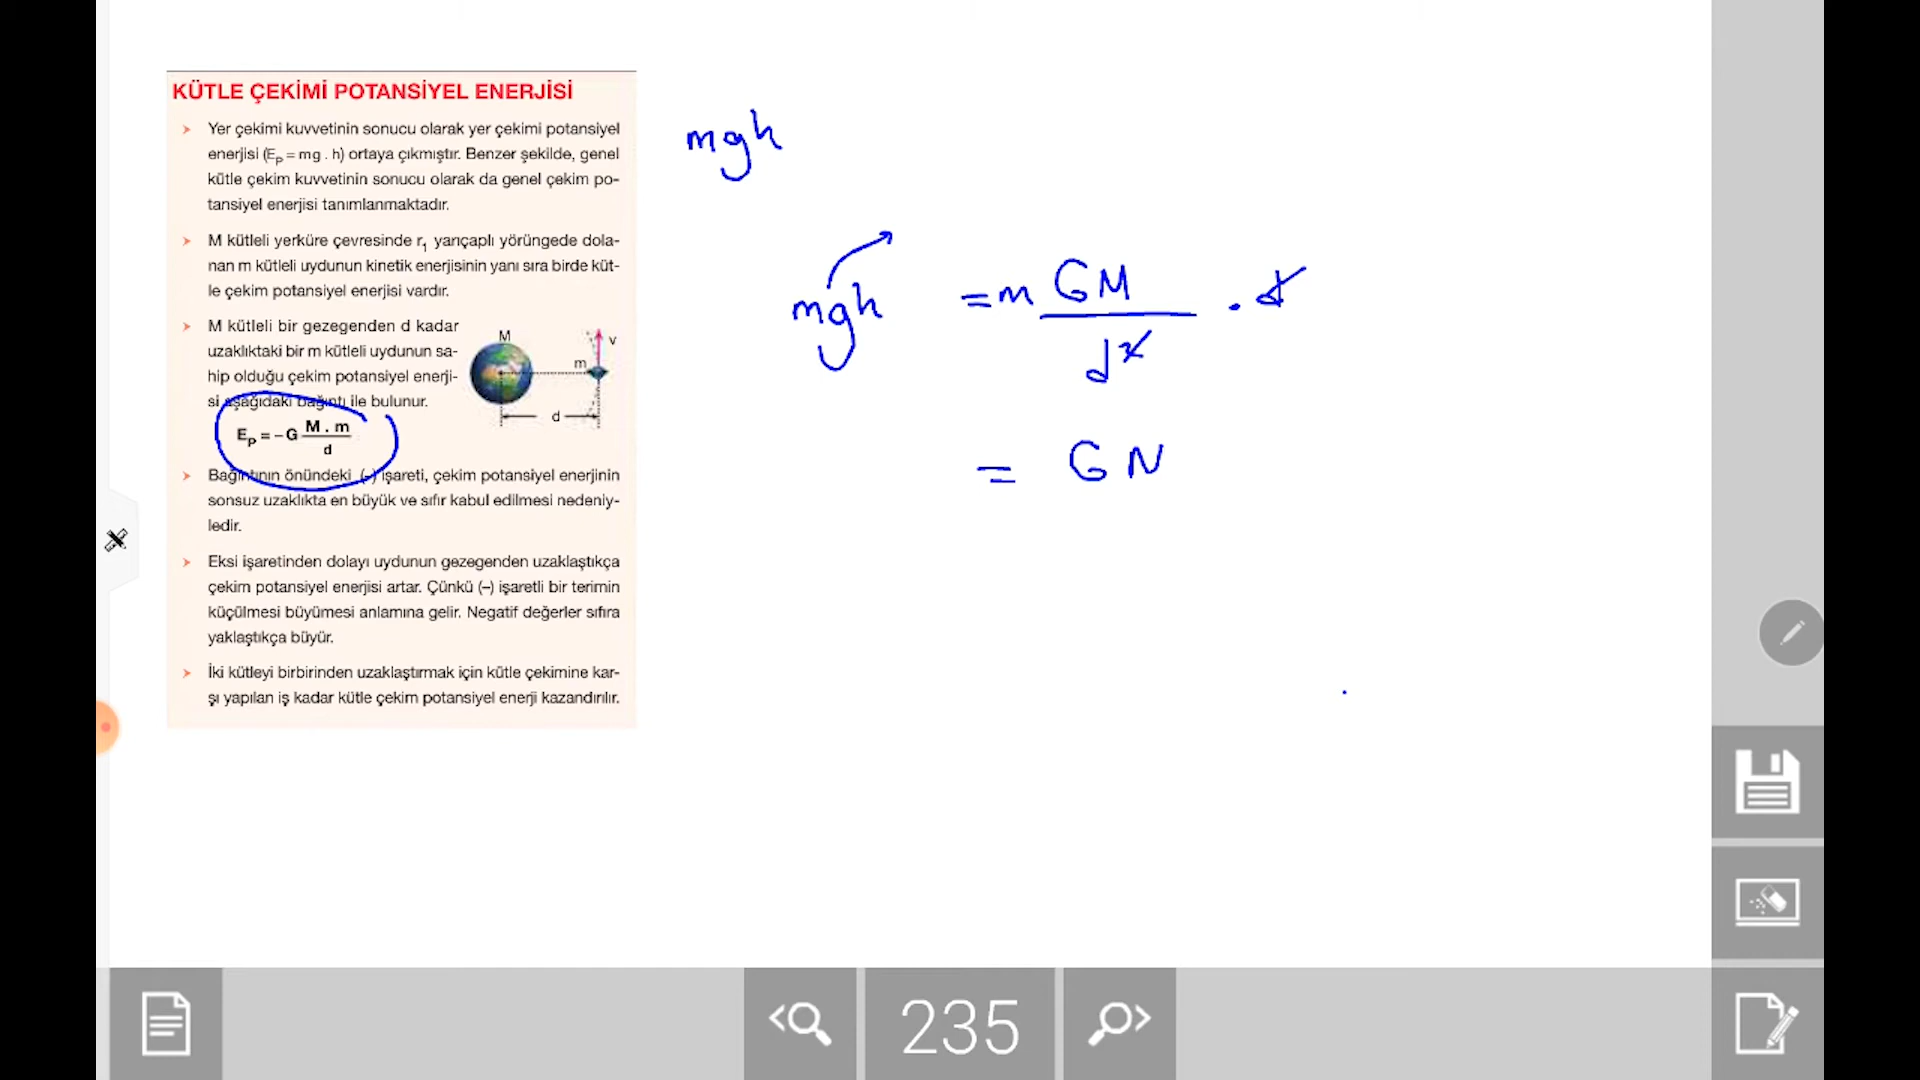 KÜTLE ÇEKİMİ POTANSİYEL ENERJİSİ
➤ Yer çekimi kuvvetinin sonucu olarak yer çekimi potansiyel
enerjisi (Eₚ = mg . h) ortaya çıkmıştır. Benzer şekilde, genel
kütle çekim kuvvetinin sonucu olarak da genel çekim po-
tansiyel enerjisi tanımlanmaktadır.
➤ M kütleli yerküre çevresinde r₁ yarıçaplı yörüngede dola-
nan m kütleli uydunun kinetik enerjisinin yanı sıra birde küt-
le çekim potansiyel enerjisi vardır.
➤ M kütleli bir gezegenden d kadar
uzaklıktaki bir m kütleli uydunun sa-
hip olduğu çekim potansiyel enerji-
si aşağıdaki bağıntı ile bulunur.
M
m
v
d
Eₚ = –G M . m / d
➤ Bağıntının önündeki (–) işareti, çekim potansiyel enerjinin
sonsuz uzaklıkta en büyük ve sıfır kabul edilmesi nedeniy-
ledir.
➤ Eksi işaretinden dolayı uydunun gezegenden uzaklaştıkça
çekim potansiyel enerjisi artar. Çünkü (–) işaretli bir terimin
küçülmesi büyümesi anlamına gelir. Negatif değerler sıfıra
yaklaştıkça büyür.
➤ İki kütleyi birbirinden uzaklaştırmak için kütle çekimine kar-
şı yapılan iş kadar kütle çekim potansiyel enerji kazandırılır.
mgh
mgh = m GM / d² . d
= G N
235